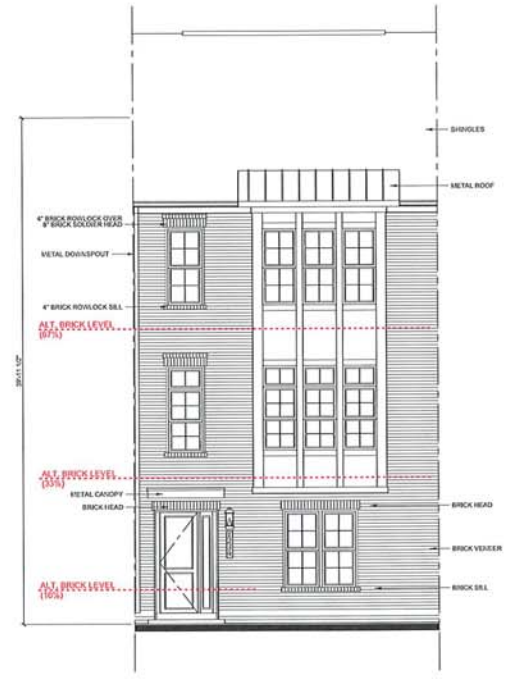 SHINGLES
METAL ROOF
4" BRICK ROWLOCK OVER
8" BRICK SOLDIER HEAD
METAL DOWNSPOUT
4" BRICK ROWLOCK SILL
ALT. BRICK LEVEL
(67%)
ALT. BRICK LEVEL
(33%)
METAL CANOPY
BRICK HEAD
BRICK HEAD
BRICK VENEER
ALT. BRICK LEVEL
(10%)
BRICK SILL